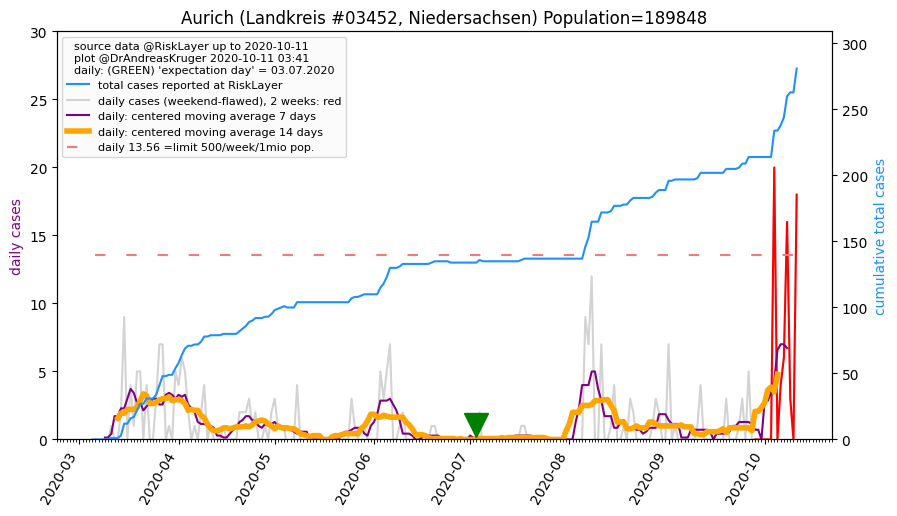 Aurich (Landkreis #03452, Niedersachsen) Population=189848
source data @RiskLayer up to 2020-10-11
plot @DrAndreasKruger 2020-10-11 03:41
daily: (GREEN) 'expectation day' = 03.07.2020
total cases reported at RiskLayer
daily cases (weekend-flawed), 2 weeks: red
daily: centered moving average 7 days
daily: centered moving average 14 days
daily 13.56 =limit 500/week/1mio pop.
daily cases
30
25
20
15
10
5
0
cumulative total cases
300
250
200
150
100
50
0
2020-03
2020-04
2020-05
2020-06
2020-07
2020-08
2020-09
2020-10